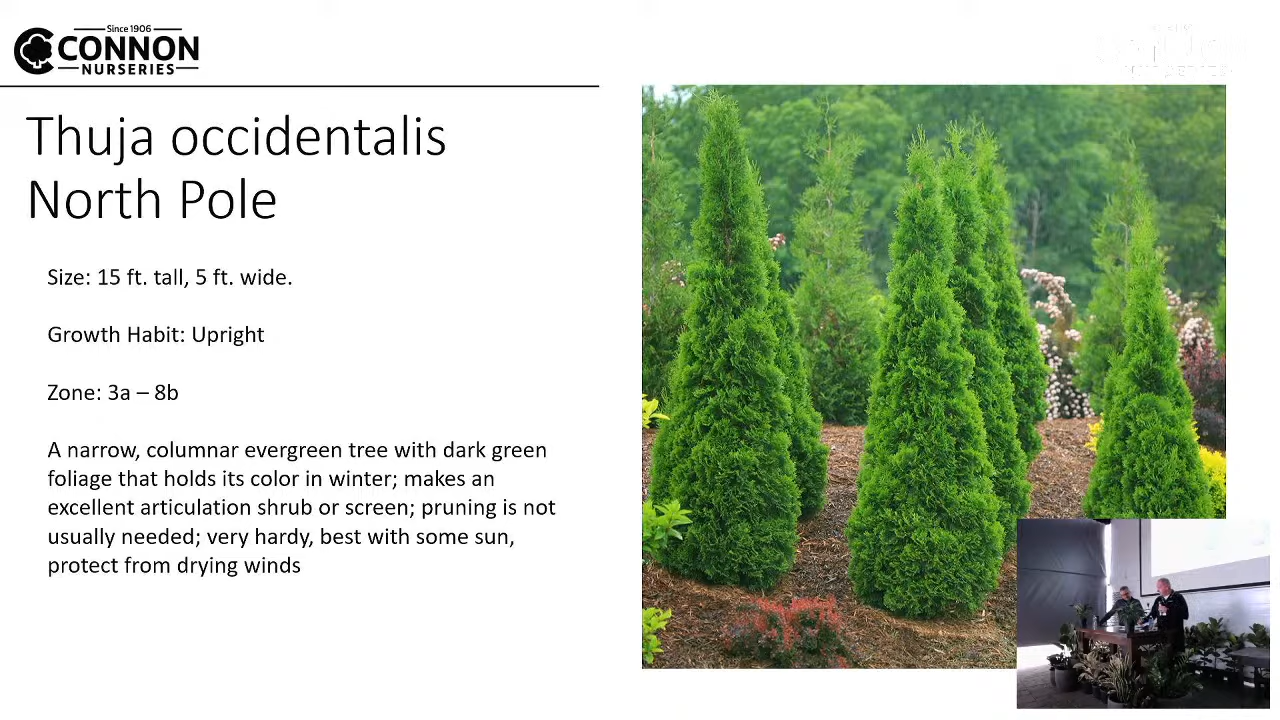 Since 1906
CONNON
NURSERIES
Thuja occidentalis
North Pole
Size: 15 ft. tall, 5 ft. wide.
Growth Habit: Upright
Zone: 3a – 8b
A narrow, columnar evergreen tree with dark green
foliage that holds its color in winter; makes an
excellent articulation shrub or screen; pruning is not
usually needed; very hardy, best with some sun,
protect from drying winds